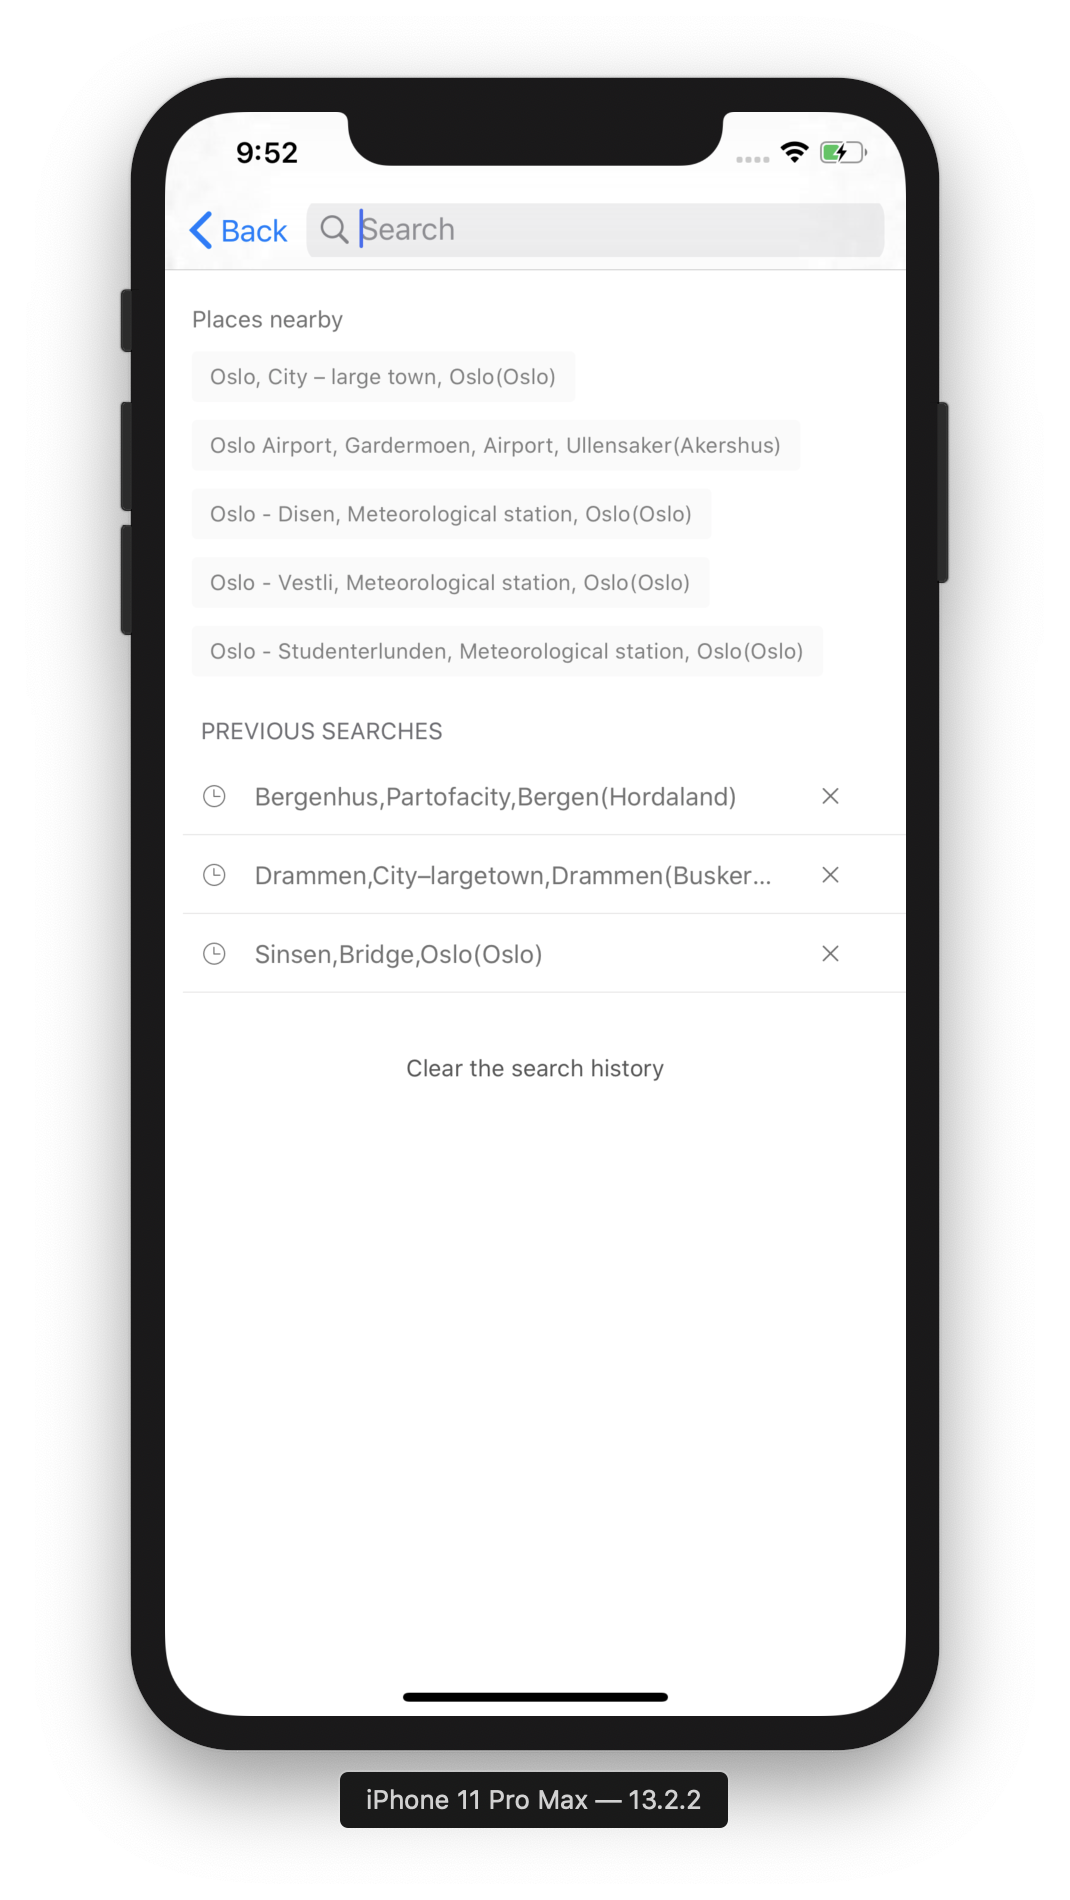 9:52
Back
Search
Places nearby
Oslo, City – large town, Oslo(Oslo)
Oslo Airport, Gardermoen, Airport, Ullensaker(Akershus)
Oslo - Disen, Meteorological station, Oslo(Oslo)
Oslo - Vestli, Meteorological station, Oslo(Oslo)
Oslo - Studenterlunden, Meteorological station, Oslo(Oslo)
PREVIOUS SEARCHES
Bergenhus,Partofacity,Bergen(Hordaland)
Drammen,City–largetown,Drammen(Busker...
Sinsen,Bridge,Oslo(Oslo)
Clear the search history
iPhone 11 Pro Max — 13.2.2